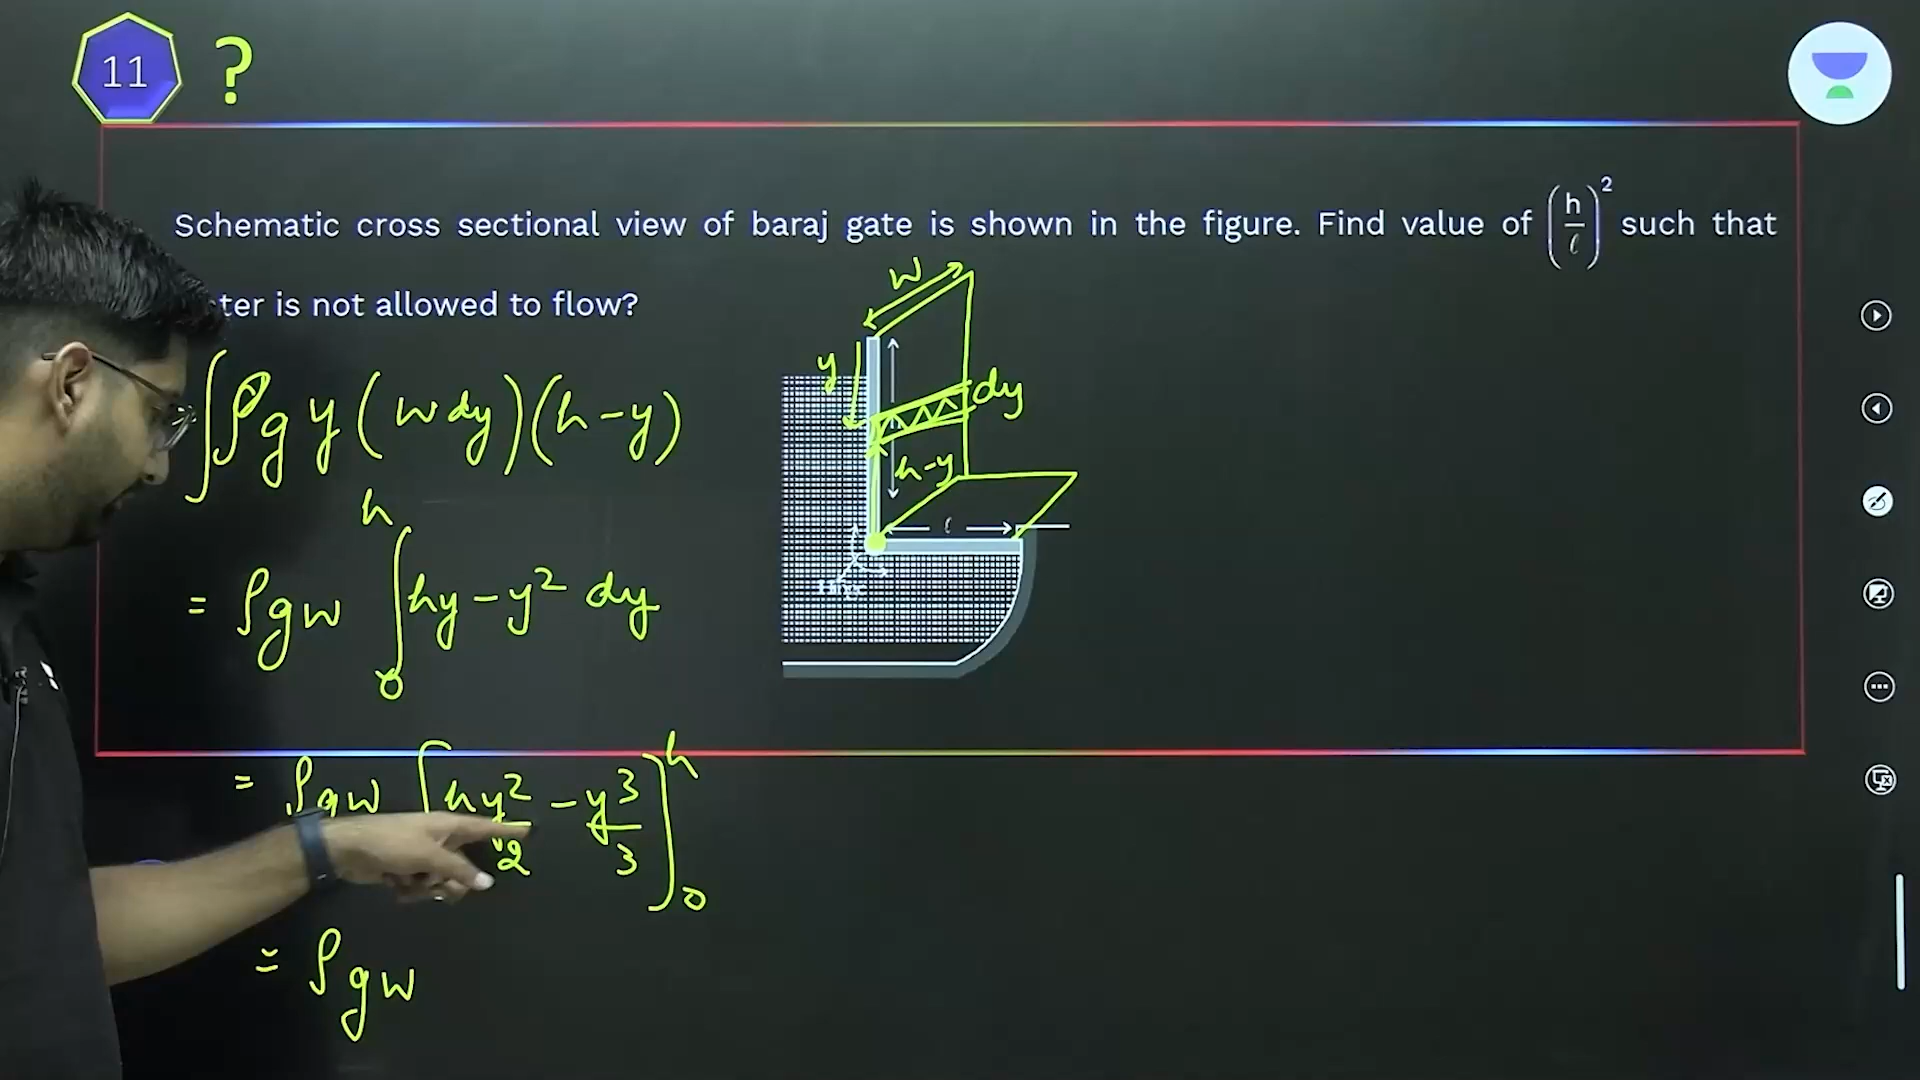 11 ?
Schematic cross sectional view of baraj gate is shown in the figure. Find value of (h/ℓ)² such that
ter is not allowed to flow?
∫ρg y (w dy)(h-y)
= ρgw ∫₀ʰ hy - y² dy
= ρgw [hy²/2 - y³/3]₀ʰ
= ρgw
w
y
dy
h-y
ℓ